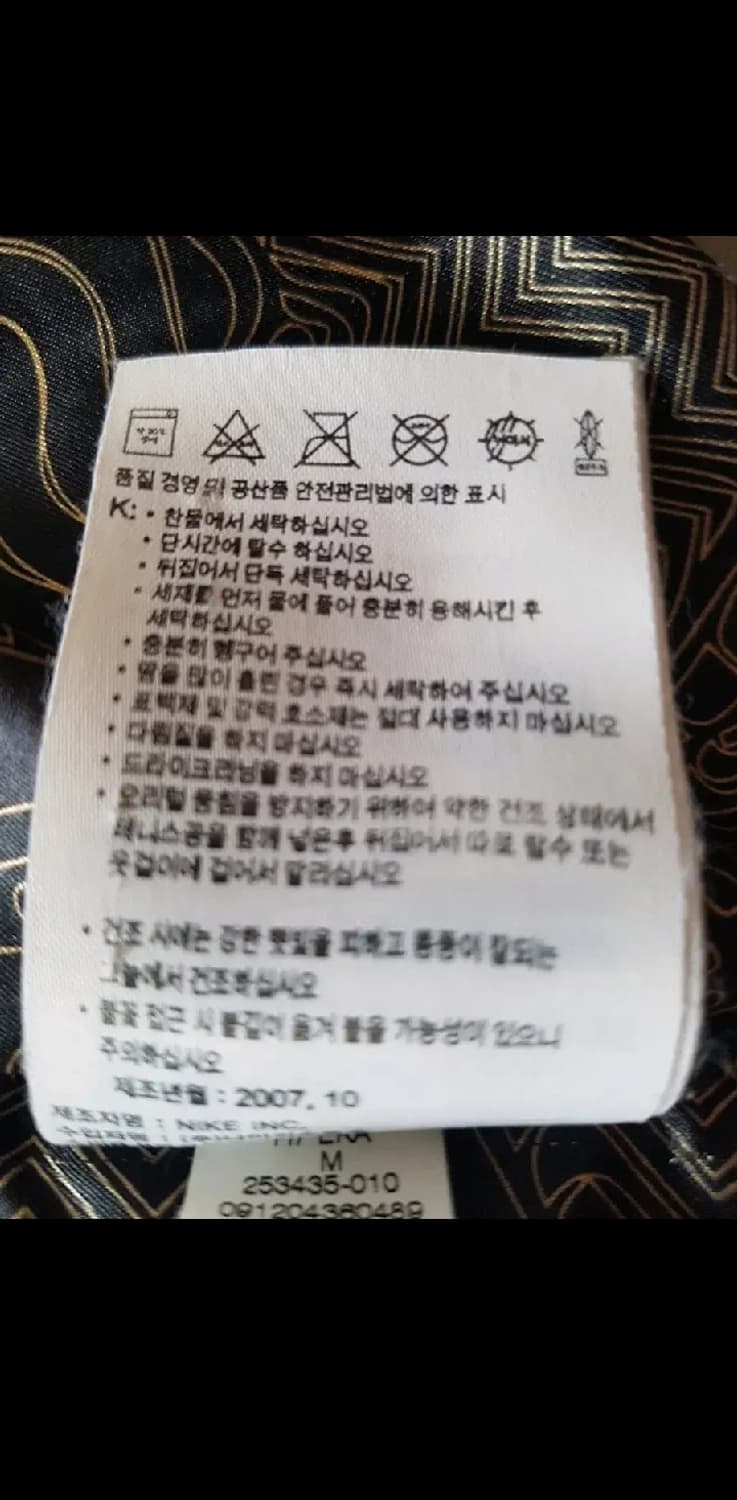 품질 경영 및 공산품 안전관리법에 의한 표시
K: • 찬물에서 세탁하십시오
• 단시간에 탈수 하십시오
• 뒤집어서 단독 세탁하십시오
• 세제를 먼저 물에 풀어 충분히 용해시킨 후
세탁하십시오
• 충분히 헹구어 주십시오
• 땀을 많이 흘린 경우 즉시 세탁하여 주십시오
• 표백제 및 강력 효소제는 절대 사용하지 마십시오
• 다림질을 하지 마십시오
• 드라이크리닝을 하지 마십시오
• 오리털 뭉침을 방지하기 위하여 약한 건조 상태에서
테니스공을 함께 넣은후 뒤집어서 따로 탈수 또는
옷걸이에 걸어서 말리십시오
• 건조 시에는 강한 햇빛을 피하고 통풍이 잘되는
그늘에서 건조하십시오
• 불꽃 접근 시 불길이 옮겨 붙을 가능성이 있으니
주의하십시오
제조년월 : 2007. 10
제조자명 : NIKE INC.
수입자명 :
M
253435-010
091204360489